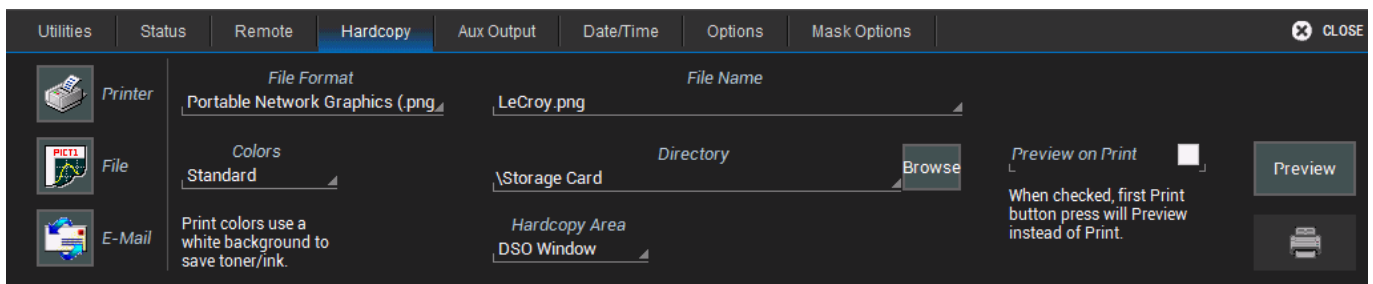 Utilities Status Remote Hardcopy Aux Output Date/Time Options Mask Options CLOSE
Printer
File Format
Portable Network Graphics (.png
File Name
LeCroy.png
PICT1
File
Colors
Standard
Directory
\Storage Card
Browse
Preview on Print
When checked, first Print
button press will Preview
instead of Print.
Preview
E-Mail
Print colors use a
white background to
save toner/ink.
Hardcopy Area
DSO Window